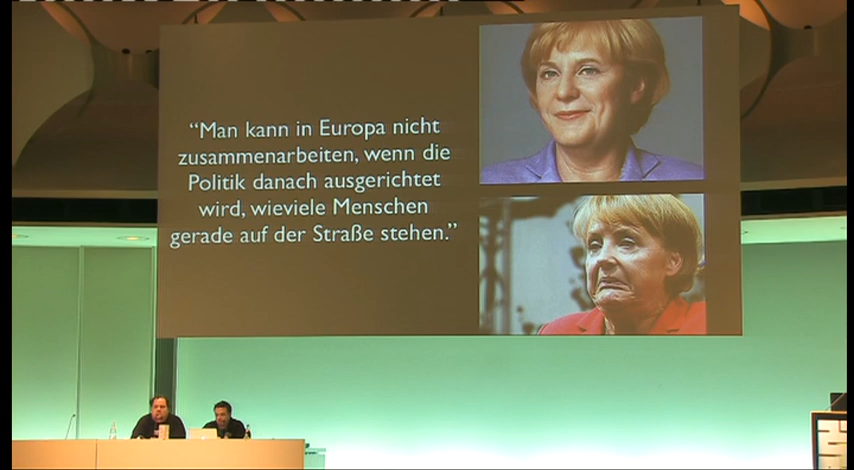 “Man kann in Europa nicht
zusammenarbeiten, wenn die
Politik danach ausgerichtet
wird, wieviele Menschen
gerade auf der Straße stehen.”